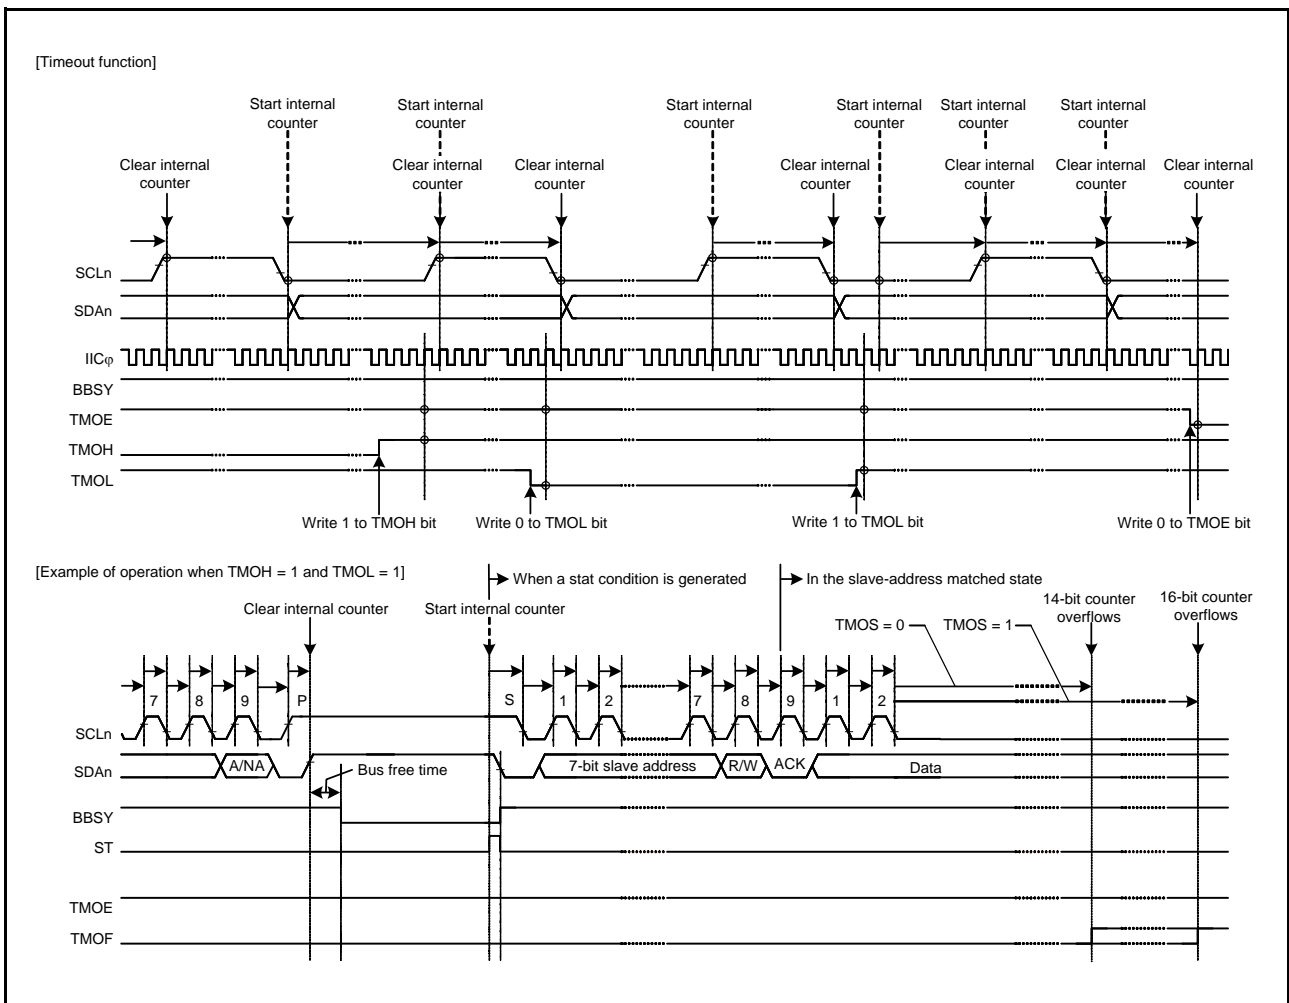 [Timeout function]
Start internal counter
Start internal counter
Start internal counter
Start internal counter
Start internal counter
Start internal counter
Clear internal counter
Clear internal counter
Clear internal counter
Clear internal counter
Clear internal counter
Clear internal counter
Clear internal counter
SCLn
SDAn
IICφ
BBSY
TMOE
TMOH
TMOL
Write 1 to TMOH bit
Write 0 to TMOL bit
Write 1 to TMOL bit
Write 0 to TMOE bit
[Example of operation when TMOH = 1 and TMOL = 1]
When a stat condition is generated
In the slave-address matched state
Clear internal counter
Start internal counter
14-bit counter overflows
16-bit counter overflows
TMOS = 0
TMOS = 1
7 8 9 P S 1 2 7 8 9 1 2
SCLn
SDAn
A/NA
Bus free time
7-bit slave address
R/W
ACK
Data
BBSY
ST
TMOE
TMOF